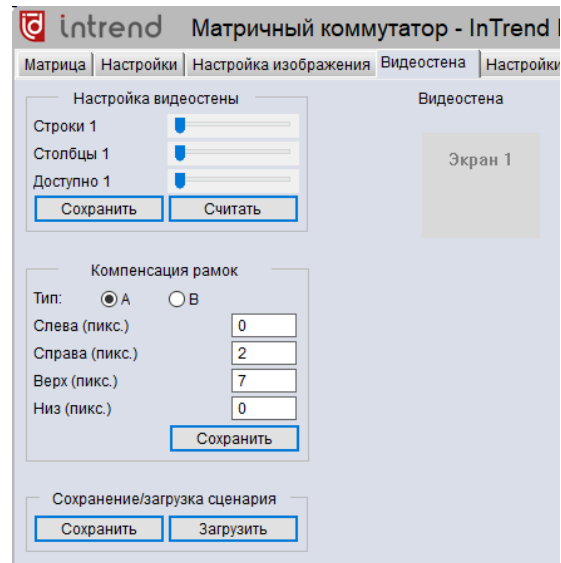 intrend Матричный коммутатор - InTrend
Матрица Настройки Настройка изображения Видеостена Настройки
Настройка видеостены Видеостена
Строки 1
Столбцы 1
Экран 1
Доступно 1
Сохранить Считать
Компенсация рамок
Тип: A B
Слева (пикс.) 0
Справа (пикс.) 2
Верх (пикс.) 7
Низ (пикс.) 0
Сохранить
Сохранение/загрузка сценария
Сохранить Загрузить